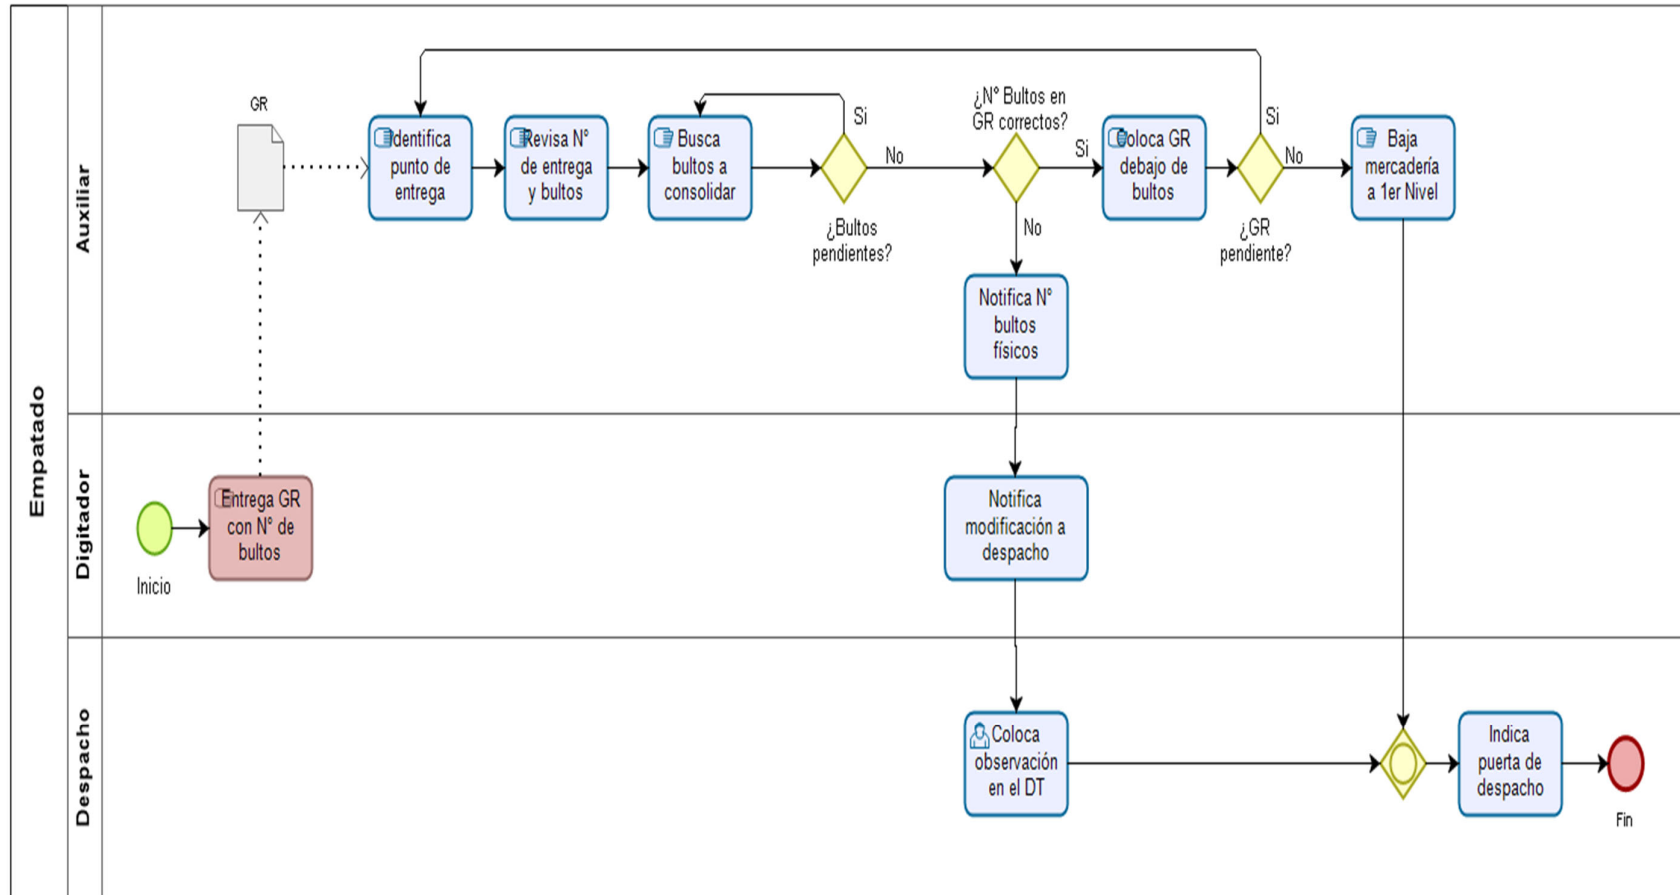 Empatado
Auxiliar
GR
Identifica
punto de
entrega
Revisa N°
de entrega
y bultos
Busca
bultos a
consolidar
Si
No
¿Bultos
pendientes?
¿N° Bultos en
GR correctos?
Si
No
Coloca GR
debajo de
bultos
Si
No
¿GR
pendiente?
Baja
mercadería
a 1er Nivel
Notifica N°
bultos
físicos
Digitador
Inicio
Entrega GR
con N° de
bultos
Notifica
modificación a
despacho
Despacho
Coloca
observación
en el DT
Indica
puerta de
despacho
Fin